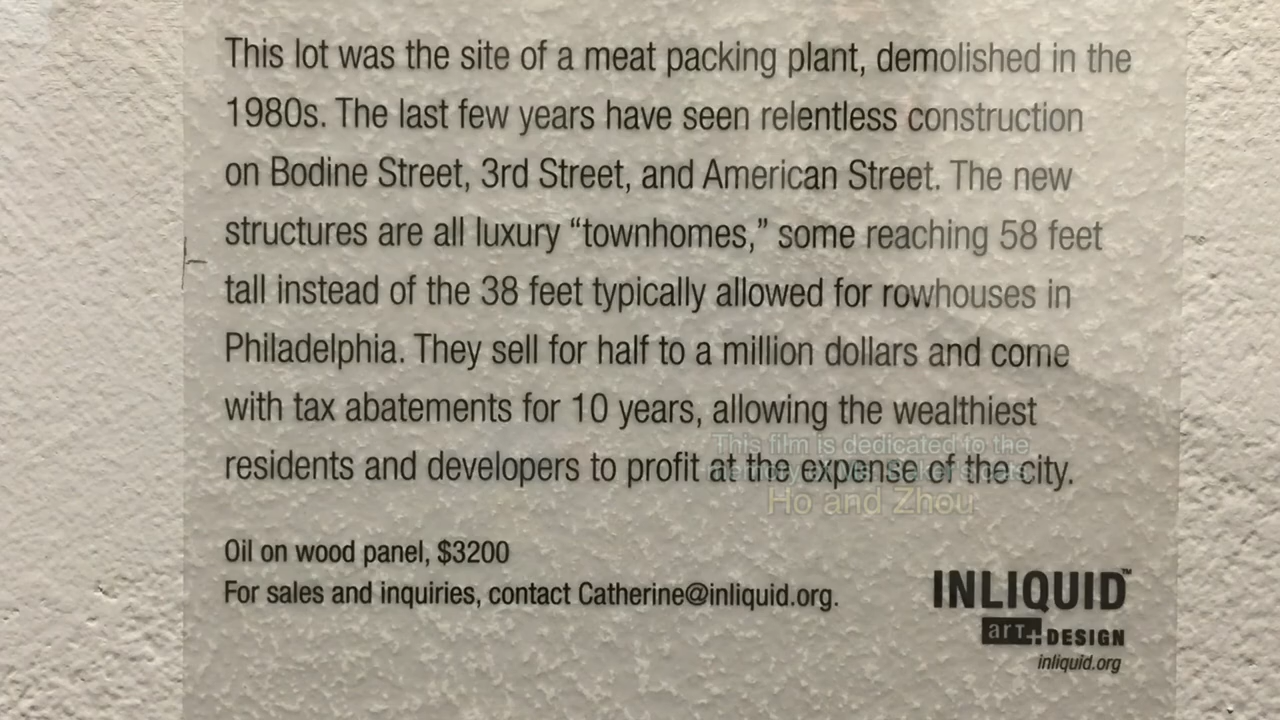 This lot was the site of a meat packing plant, demolished in the
1980s. The last few years have seen relentless construction
on Bodine Street, 3rd Street, and American Street. The new
structures are all luxury “townhomes,” some reaching 58 feet
tall instead of the 38 feet typically allowed for rowhouses in
Philadelphia. They sell for half to a million dollars and come
with tax abatements for 10 years, allowing the wealthiest
This film is dedicated to the
residents and developers to profit at the expense of the city.
Ho and Zhou
Oil on wood panel, $3200
For sales and inquiries, contact Catherine@inliquid.org.
INLIQUID™
art+DESIGN
inliquid.org